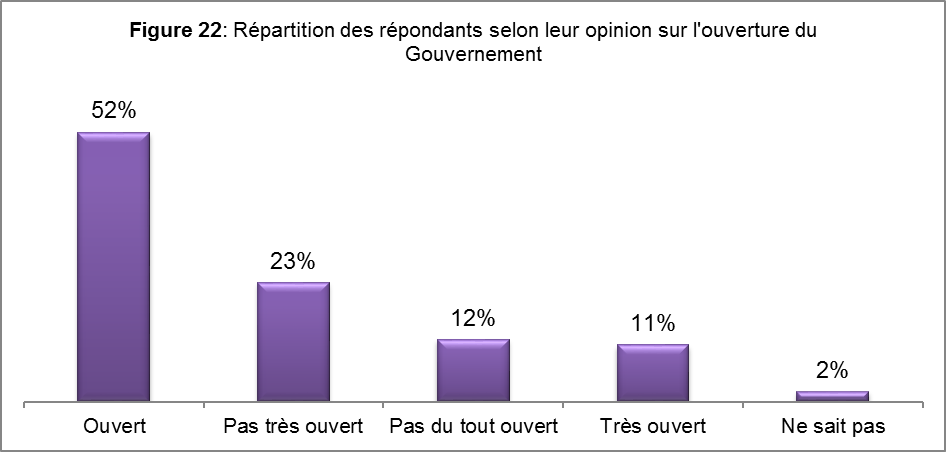 Figure 22: Répartition des répondants selon leur opinion sur l'ouverture du
Gouvernement
52%
23%
12%
11%
2%
Ouvert
Pas très ouvert
Pas du tout ouvert
Très ouvert
Ne sait pas